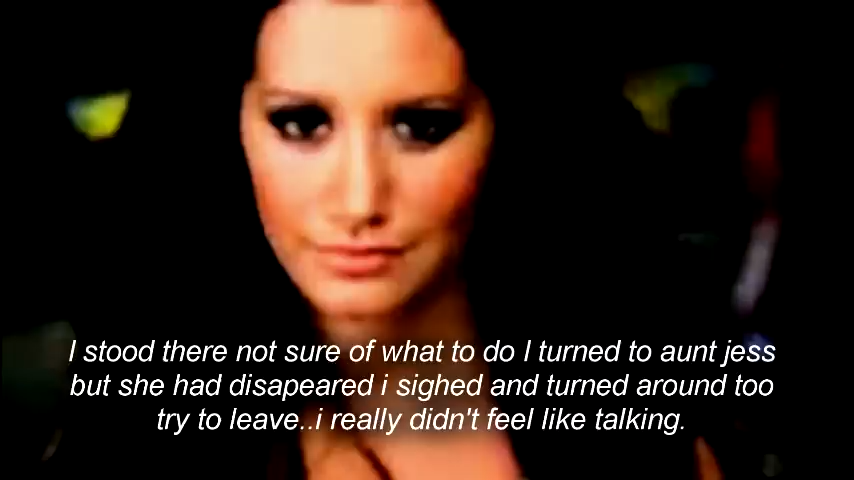 I stood there not sure of what to do I turned to aunt jess
but she had disapeared i sighed and turned around too
try to leave..i really didn't feel like talking.